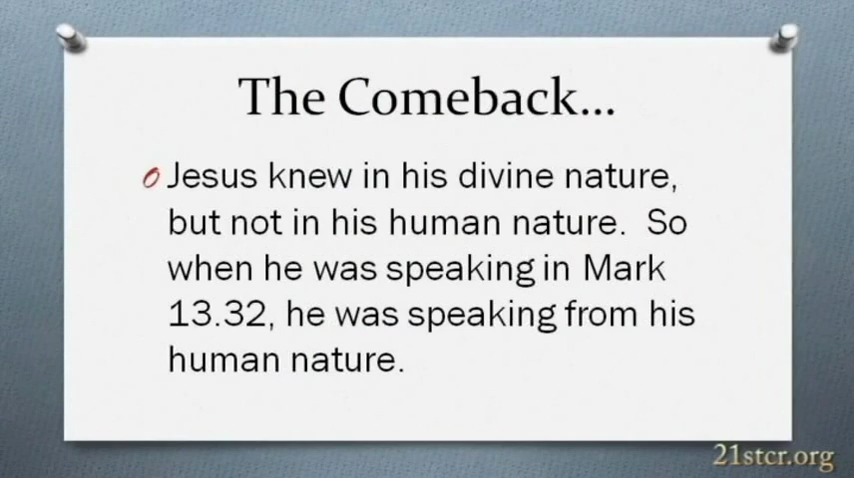 The Comeback...
Jesus knew in his divine nature,
but not in his human nature. So
when he was speaking in Mark
13.32, he was speaking from his
human nature.
21stcr.org